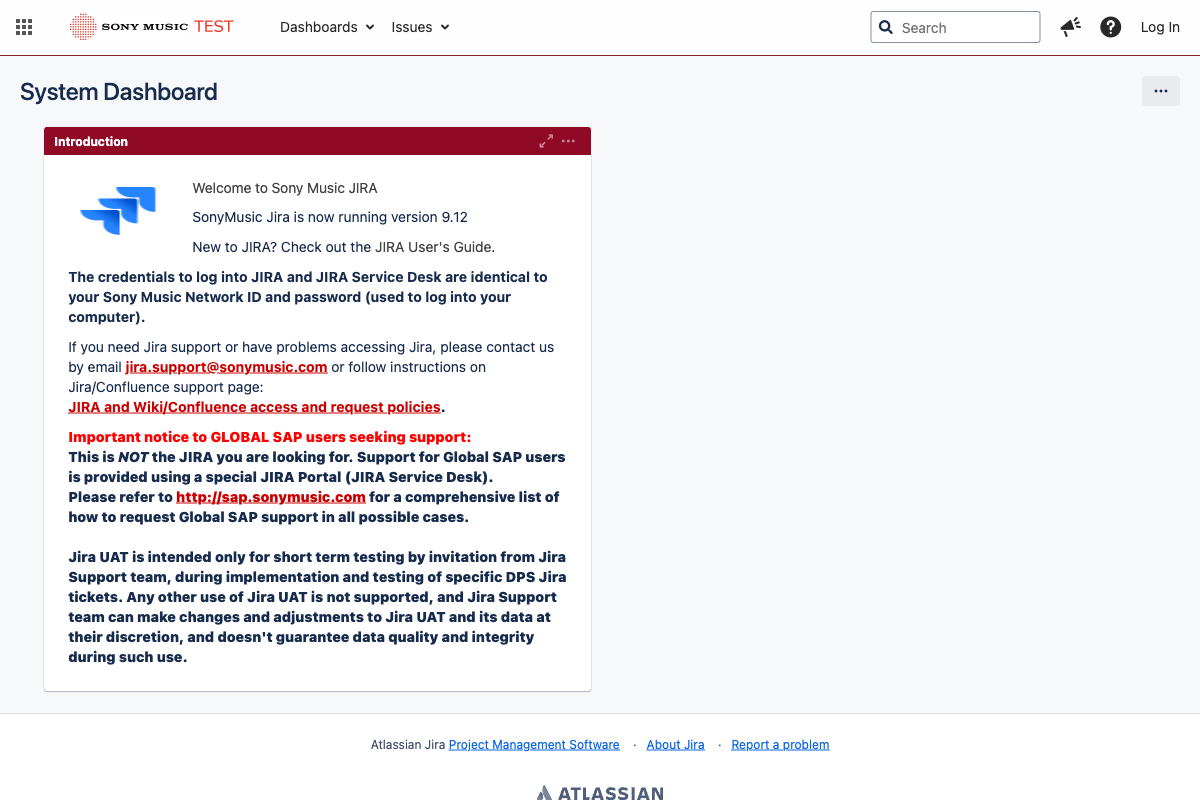 SONY MUSIC TEST
Dashboards
Issues
Search
Log In
System Dashboard
Introduction
Welcome to Sony Music JIRA
SonyMusic Jira is now running version 9.12
New to JIRA? Check out the JIRA User's Guide.
The credentials to log into JIRA and JIRA Service Desk are identical to
your Sony Music Network ID and password (used to log into your
computer).
If you need Jira support or have problems accessing Jira, please contact us
by email jira.support@sonymusic.com or follow instructions on
Jira/Confluence support page:
JIRA and Wiki/Confluence access and request policies.
Important notice to GLOBAL SAP users seeking support:
This is NOT the JIRA you are looking for. Support for Global SAP users
is provided using a special JIRA Portal (JIRA Service Desk).
Please refer to http://sap.sonymusic.com for a comprehensive list of
how to request Global SAP support in all possible cases.
Jira UAT is intended only for short term testing by invitation from Jira
Support team, during implementation and testing of specific DPS Jira
tickets. Any other use of Jira UAT is not supported, and Jira Support
team can make changes and adjustments to Jira UAT and its data at
their discretion, and doesn't guarantee data quality and integrity
during such use.
Atlassian Jira Project Management Software · About Jira · Report a problem
ATLASSIAN